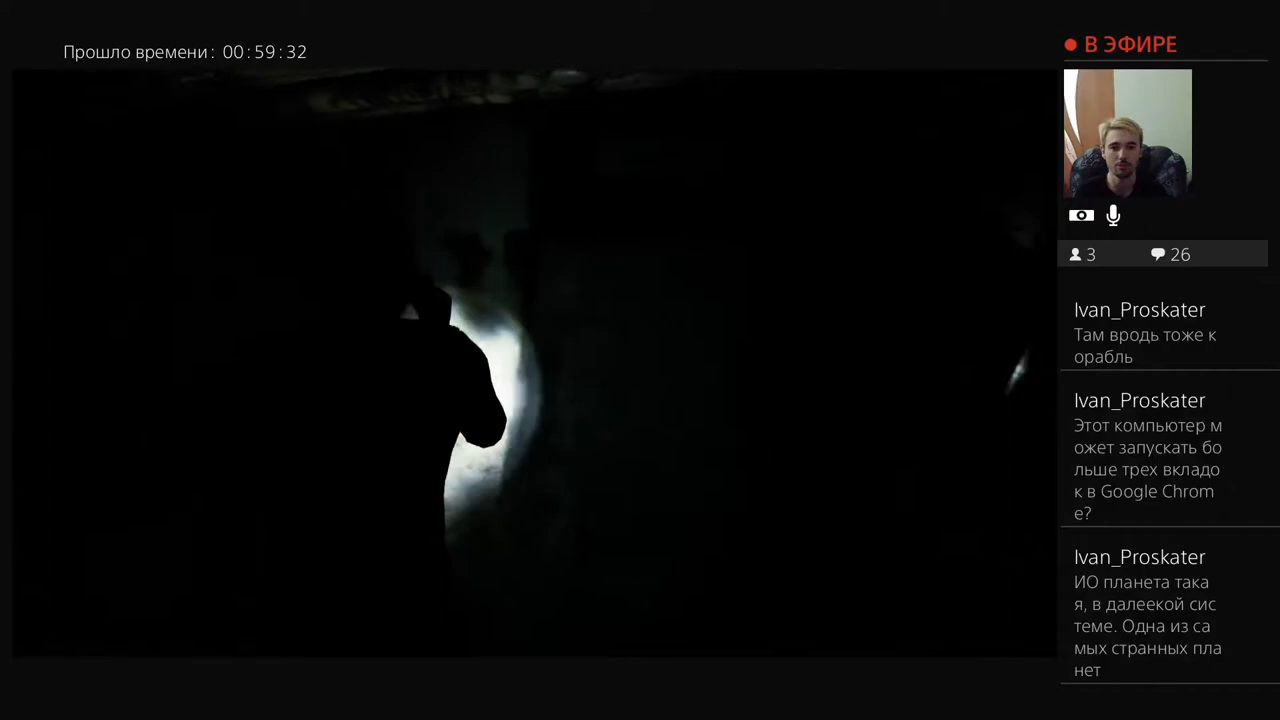 Прошло времени: 00:59:32
В ЭФИРЕ
3
26
Ivan_Proskater
Там вродь тоже к
орабль
Ivan_Proskater
Этот компьютер м
ожет запускать бо
льше трех вкладо
к в Google Chrom
e?
Ivan_Proskater
ИО планета така
я, в далеекой сис
теме. Одна из са
мых странных пла
нет